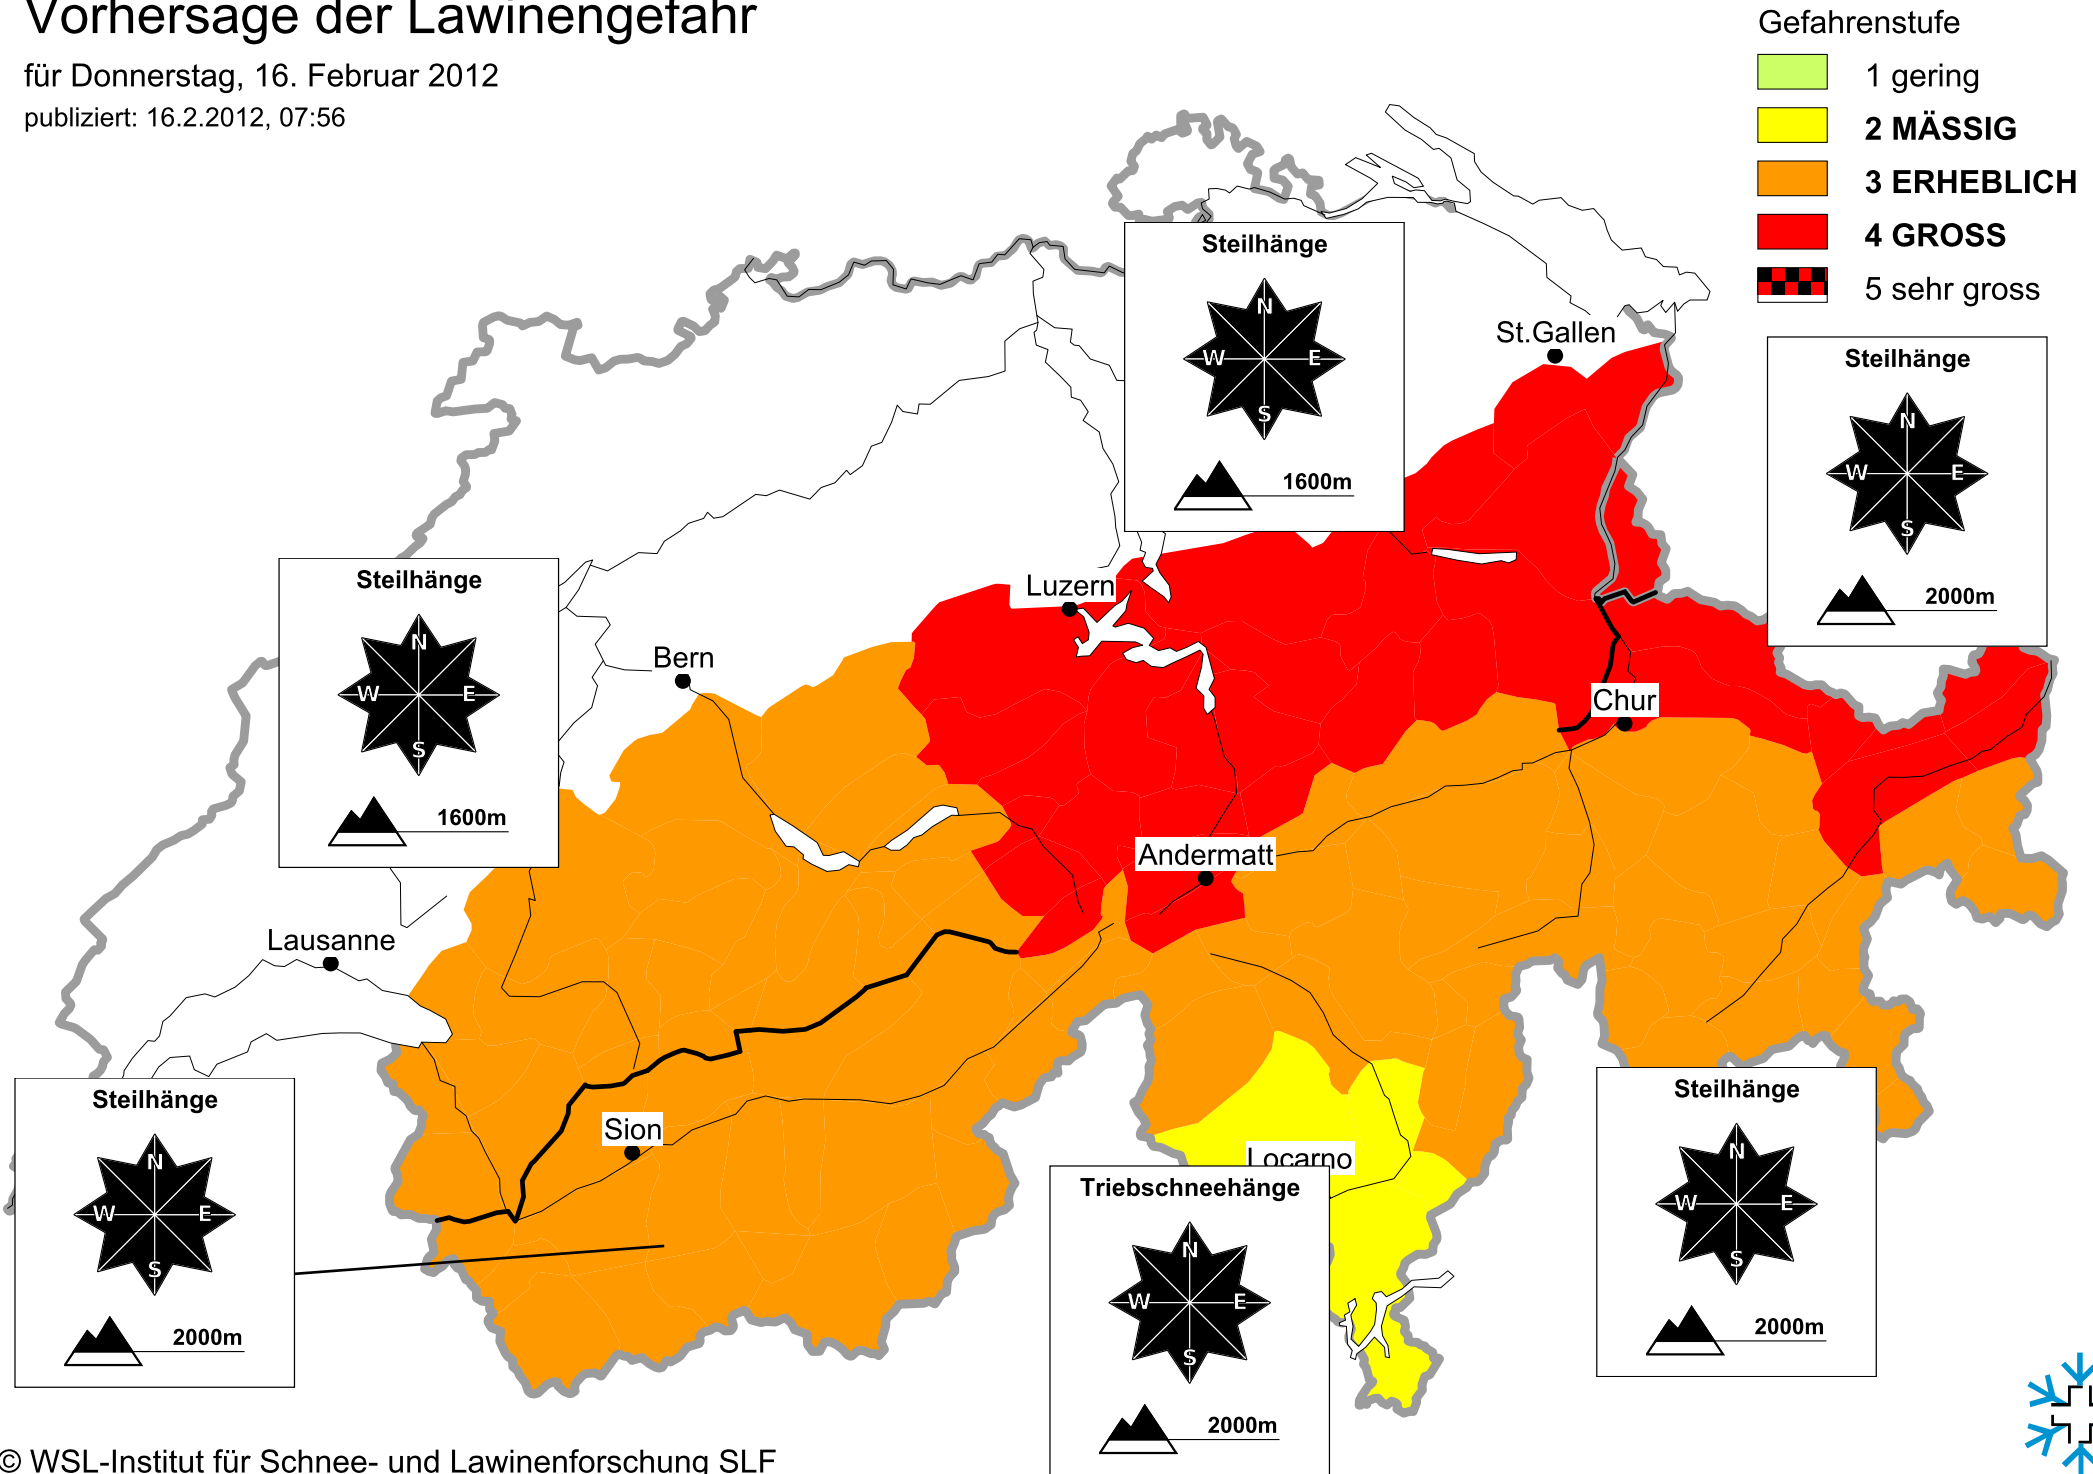 Vorhersage der Lawinengefahr
für Donnerstag, 16. Februar 2012
publiziert: 16.2.2012, 07:56
Gefahrenstufe
1 gering
2 MÄSSIG
3 ERHEBLICH
4 GROSS
5 sehr gross
Steilhänge
N
W E
S
1600m
St.Gallen
Steilhänge
N
W E
S
2000m
Steilhänge
N
W E
S
1600m
Luzern
Bern
Chur
Andermatt
Lausanne
Steilhänge
N
W E
S
2000m
Sion
Locarno
Triebschneehänge
N
W E
S
2000m
Steilhänge
N
W E
S
2000m
© WSL-Institut für Schnee- und Lawinenforschung SLF